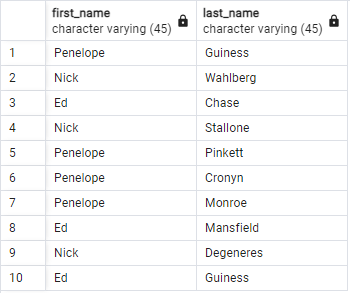 first_name last_name
character varying (45) character varying (45)
1 Penelope Guiness
2 Nick Wahlberg
3 Ed Chase
4 Nick Stallone
5 Penelope Pinkett
6 Penelope Cronyn
7 Penelope Monroe
8 Ed Mansfield
9 Nick Degeneres
10 Ed Guiness